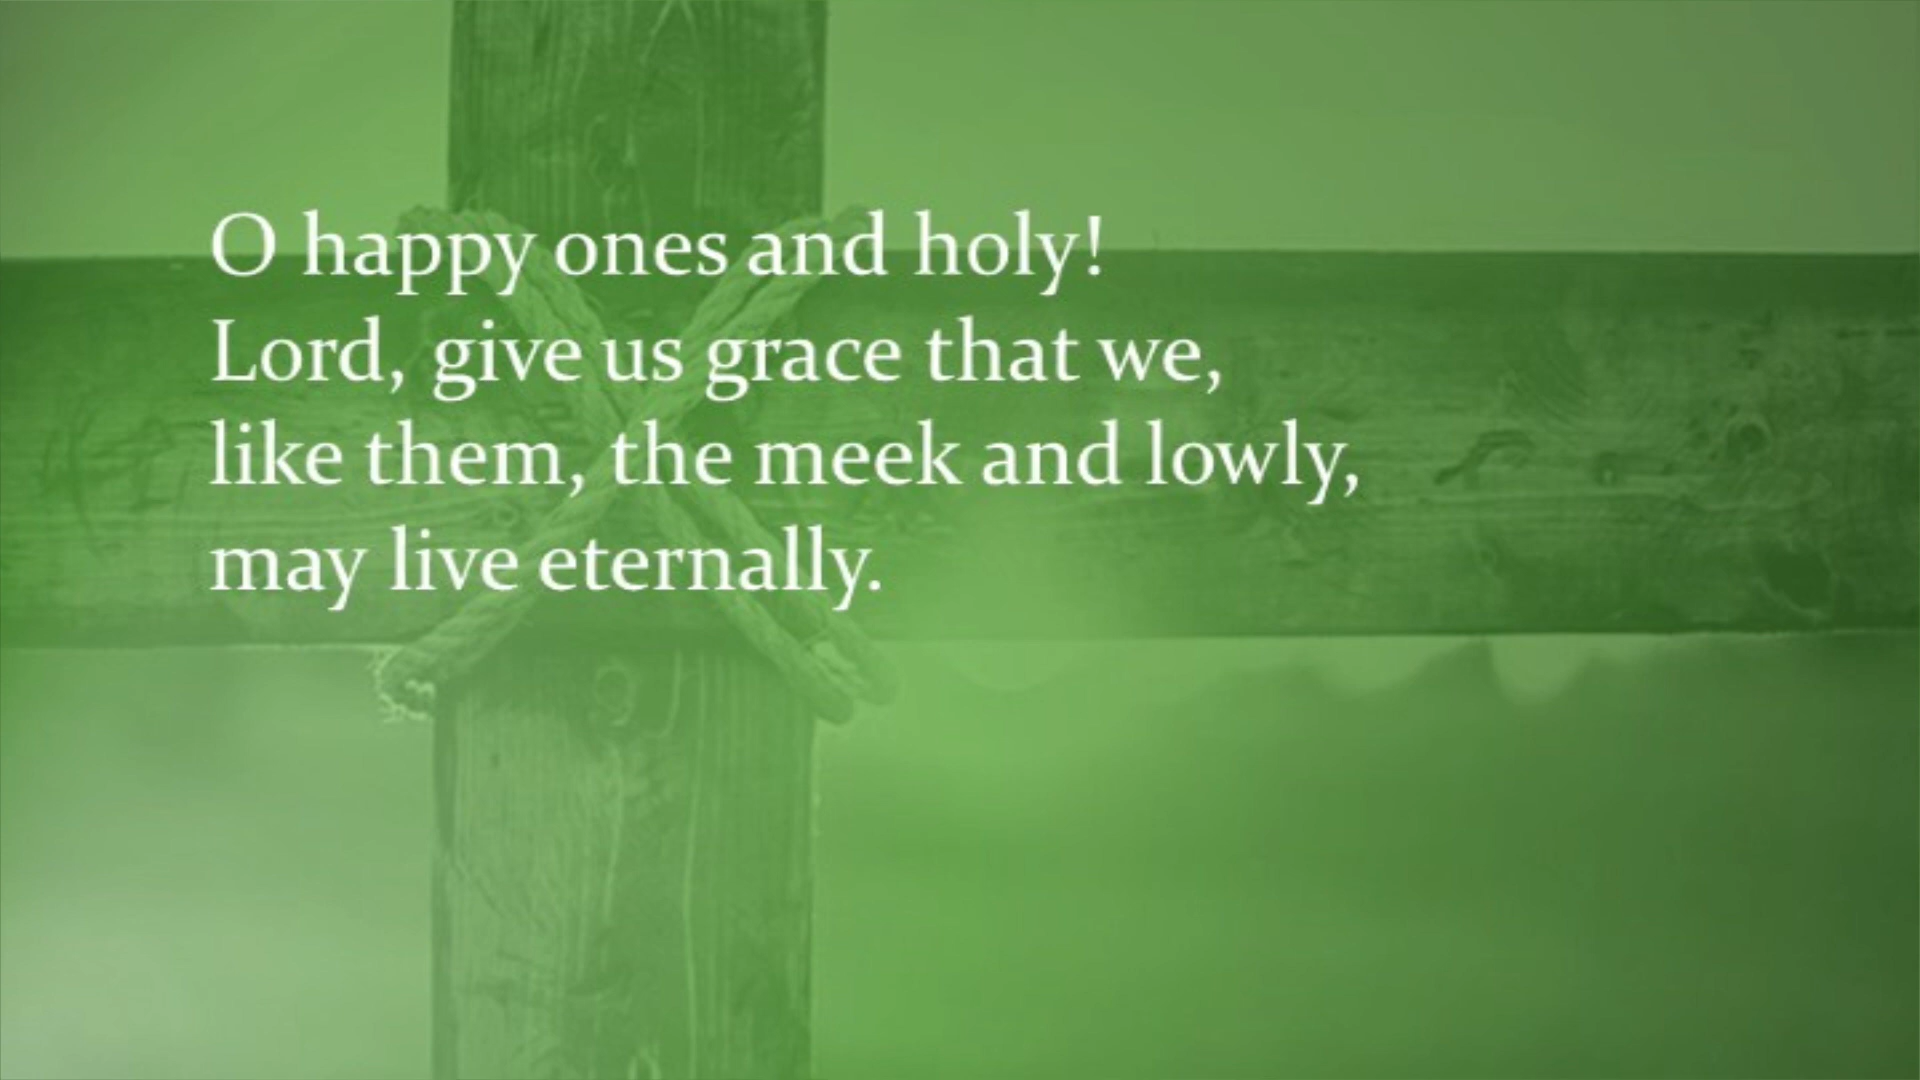 O happy ones and holy!
Lord, give us grace that we,
like them, the meek and lowly,
may live eternally.